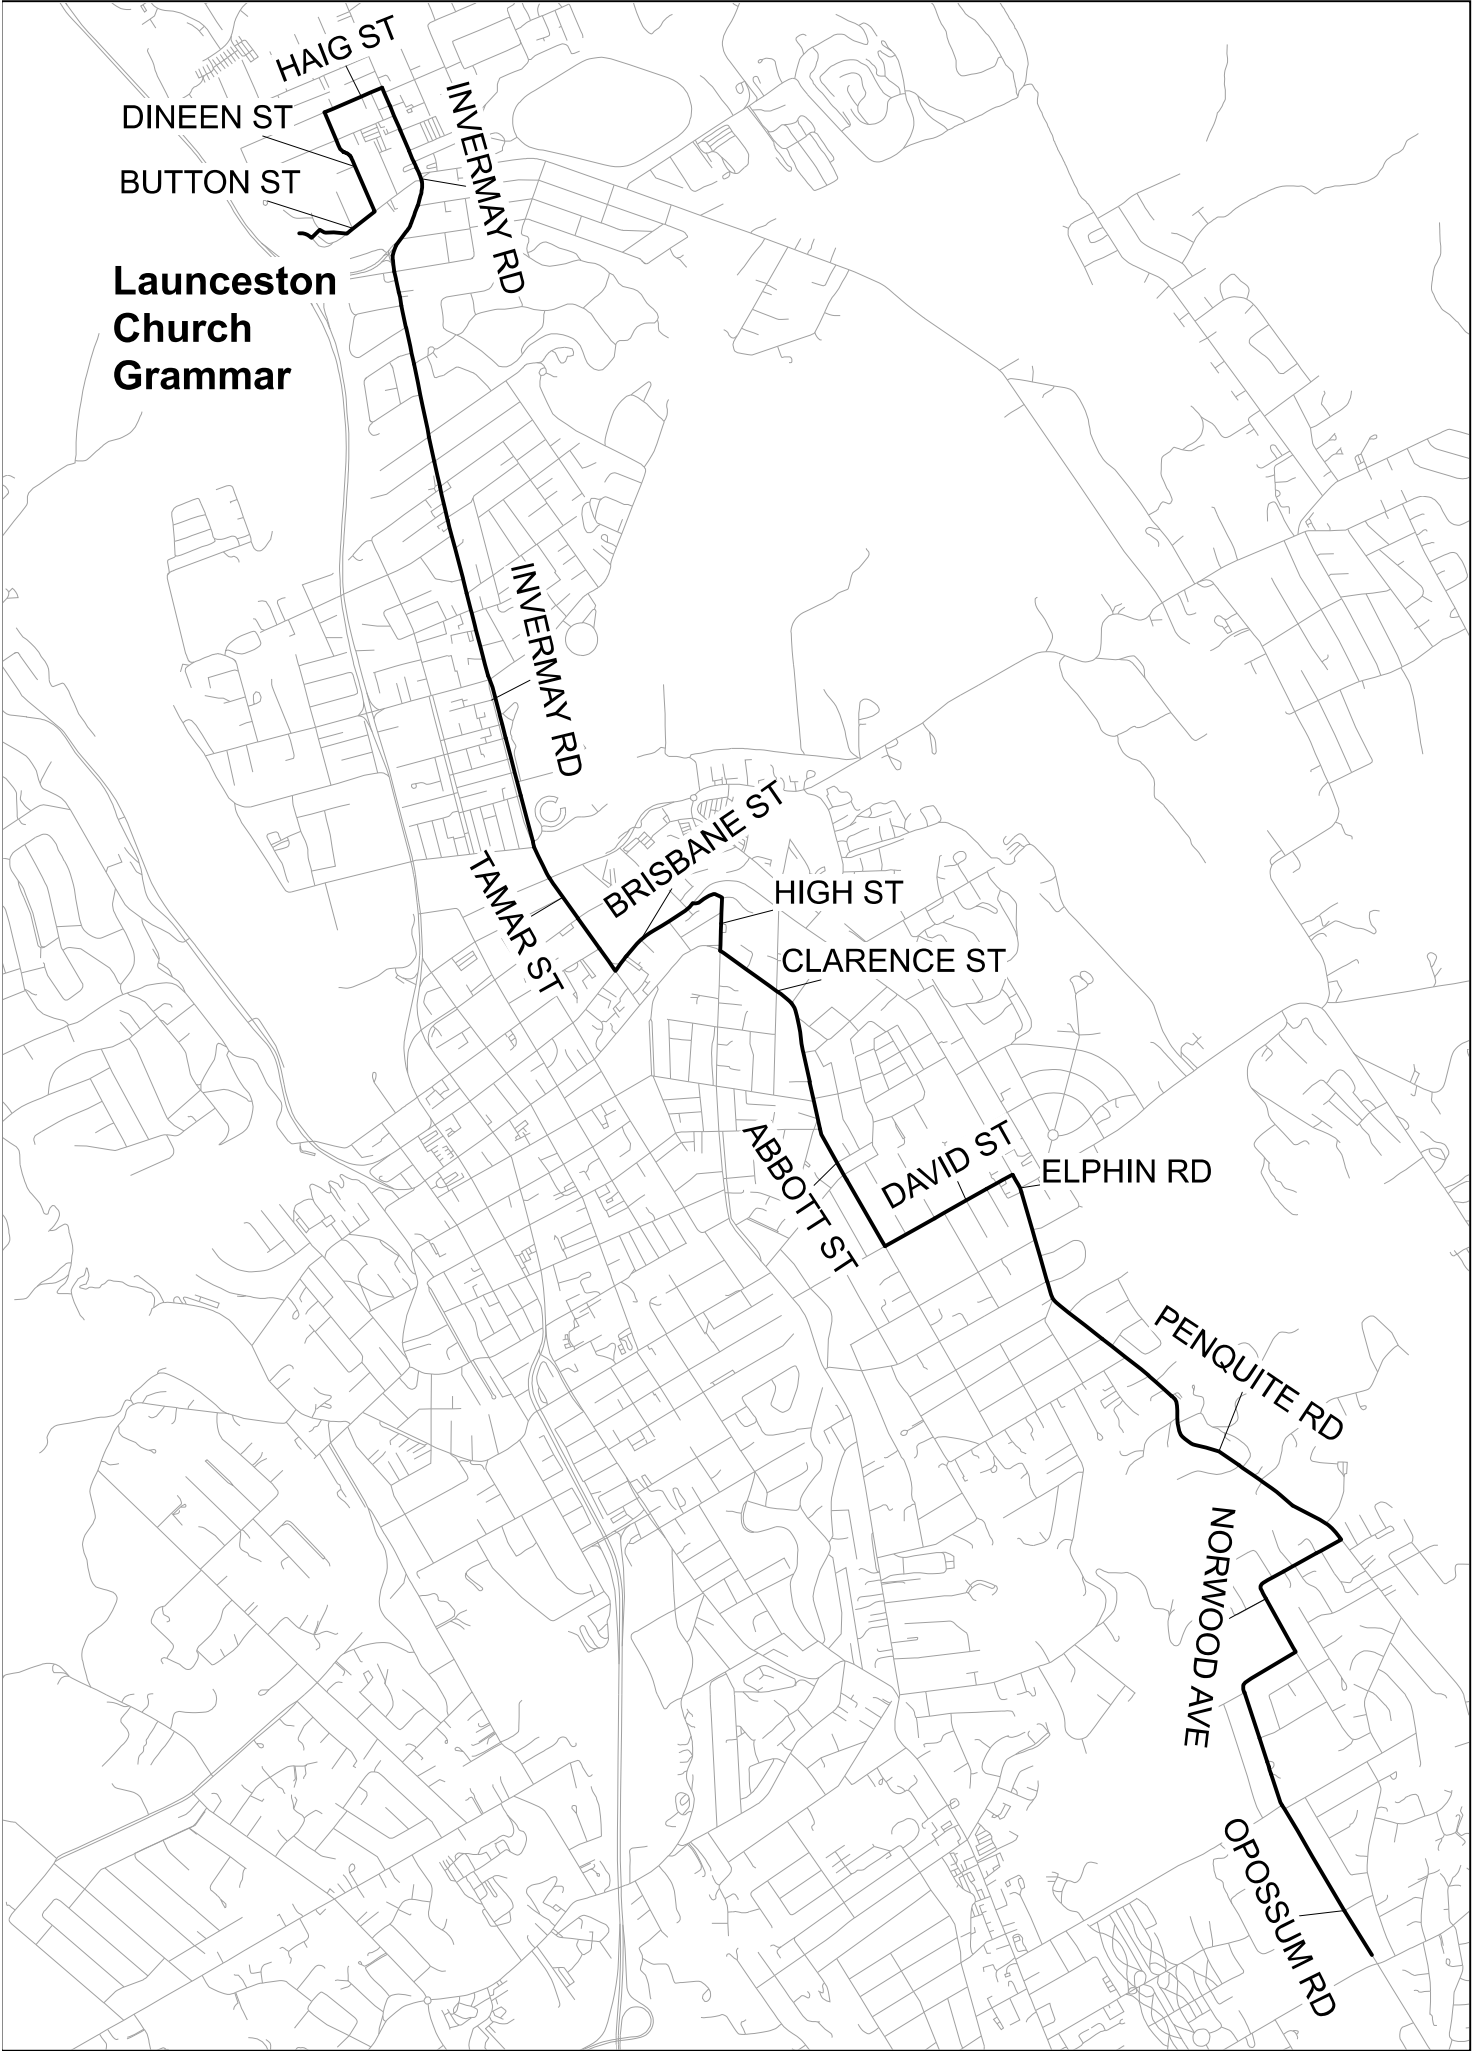 HAIG ST
DINEEN ST
INVERMAY RD
BUTTON ST
Launceston
Church
Grammar
INVERMAY RD
BRISBANE ST
TAMAR ST
HIGH ST
CLARENCE ST
ABBOTT ST
DAVID ST
ELPHIN RD
PENQUITE RD
NORWOOD AVE
OPOSSUM RD